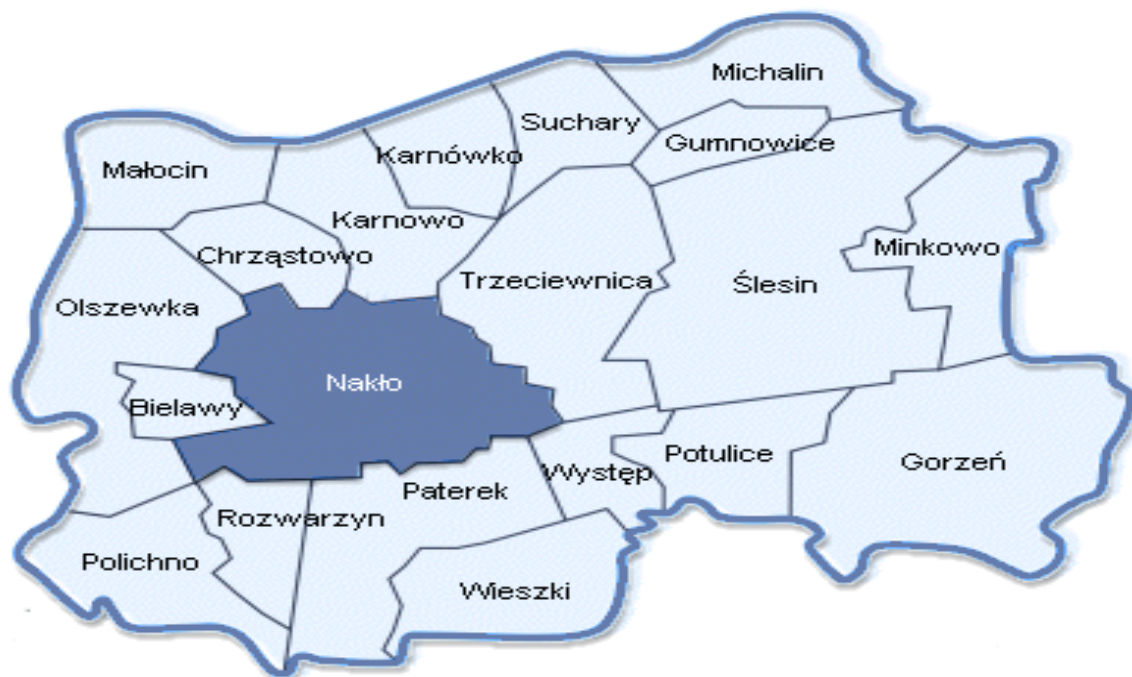 Michalin
Suchary
Gumnowice
Karnówko
Małocin
Karnowo
Chrząstowo
Minkowo
Trzeciewnica
Ślesin
Olszewka
Nakło
Bielawy
Potulice
Gorzeń
Występ
Paterek
Rozwarzyn
Polichno
Wieszki